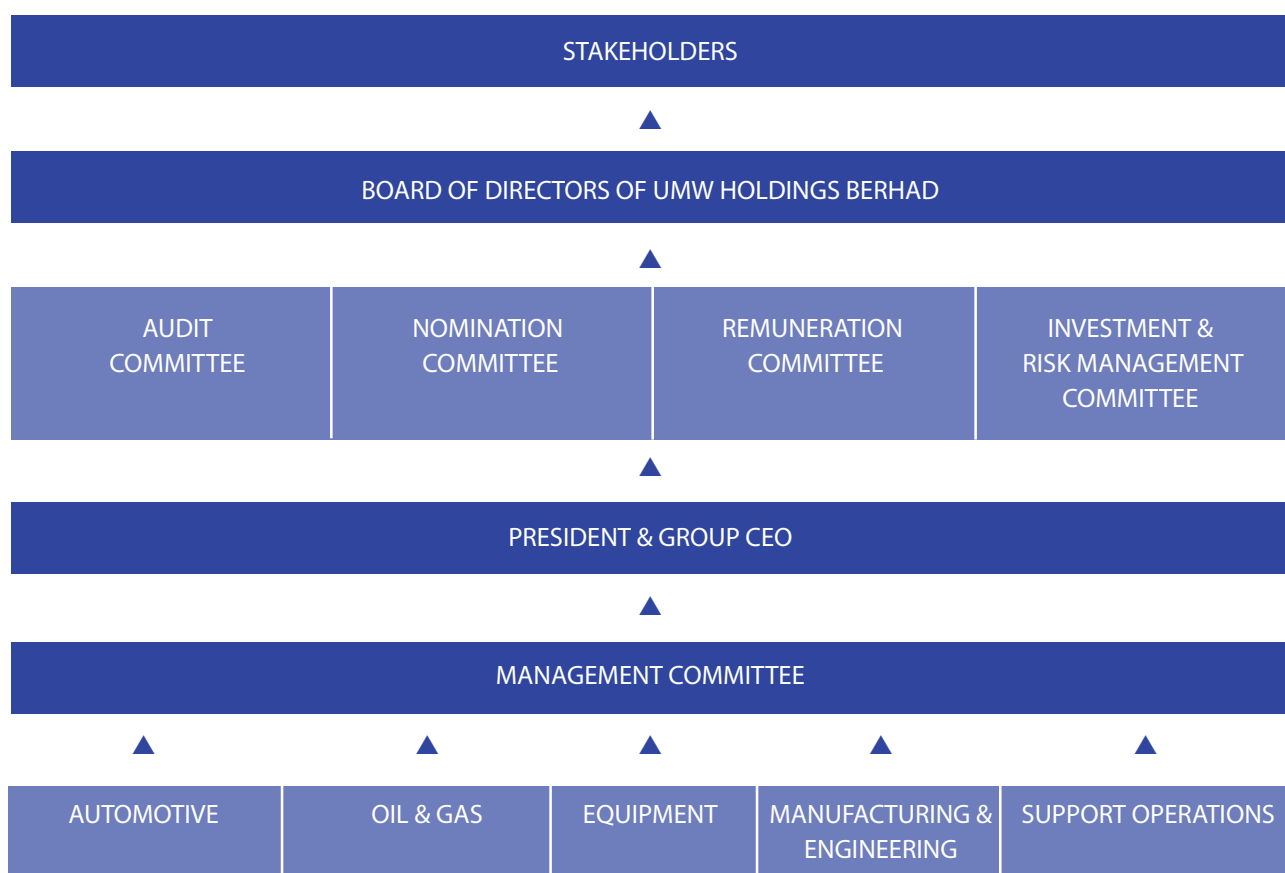 STAKEHOLDERS
BOARD OF DIRECTORS OF UMW HOLDINGS BERHAD
AUDIT
COMMITTEE
NOMINATION
COMMITTEE
REMUNERATION
COMMITTEE
INVESTMENT &
RISK MANAGEMENT
COMMITTEE
PRESIDENT & GROUP CEO
MANAGEMENT COMMITTEE
AUTOMOTIVE
OIL & GAS
EQUIPMENT
MANUFACTURING &
ENGINEERING
SUPPORT OPERATIONS